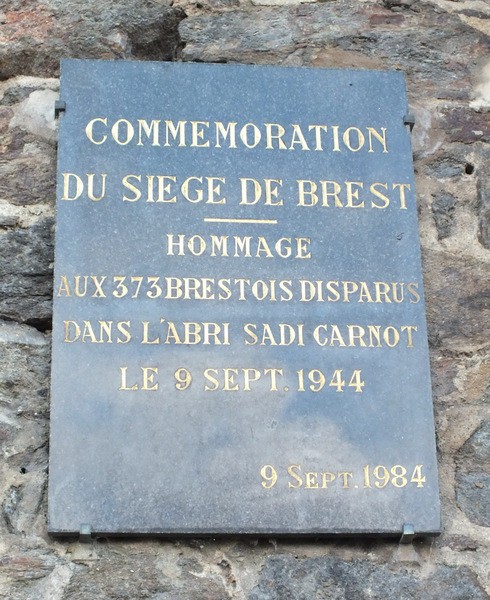 COMMEMORATION
DU SIEGE DE BREST
HOMMAGE
AUX 373 BRESTOIS DISPARUS
DANS L'ABRI SADI CARNOT
LE 9 SEPT. 1944
9 SEPT. 1984